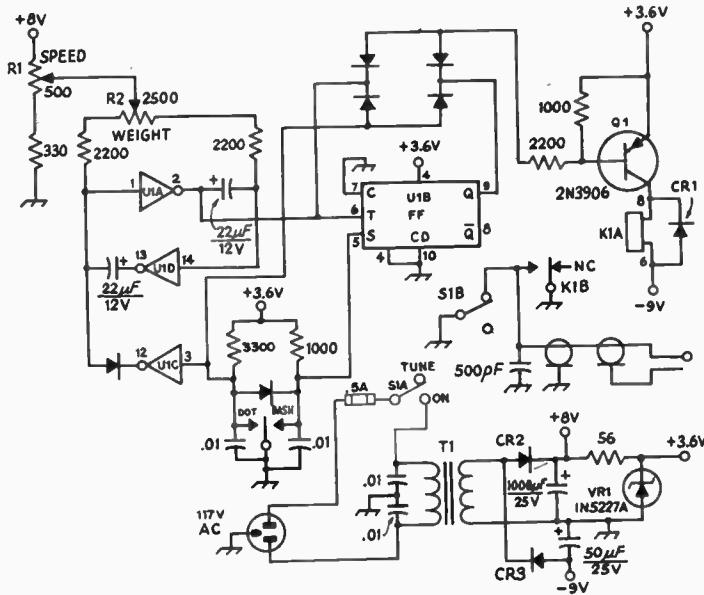 +8V
SPEED
R1
500
R2 2500
WEIGHT
330
2200
2200
1
U1A
2
+
22µF/12V
+
13
U1D
14
22µF/12V
12
U1C
3
+3.6V
3300
1000
DOT
DASH
.01
.01
+3.6V
4
7
C
U1B
Q
9
6
T
FF
5
S
CD
Q̅
8
4
10
+3.6V
1000
Q1
2200
2N3906
CR1
8
K1A
6
-9V
NC
K1B
S1B
500pF
TUNE
.5A
S1A
ON
117V
AC
.01
.01
T1
CR2
+8V
56
+3.6V
+
1000µF/25V
VR1
1N5227A
+
50µF/25V
CR3
-9V